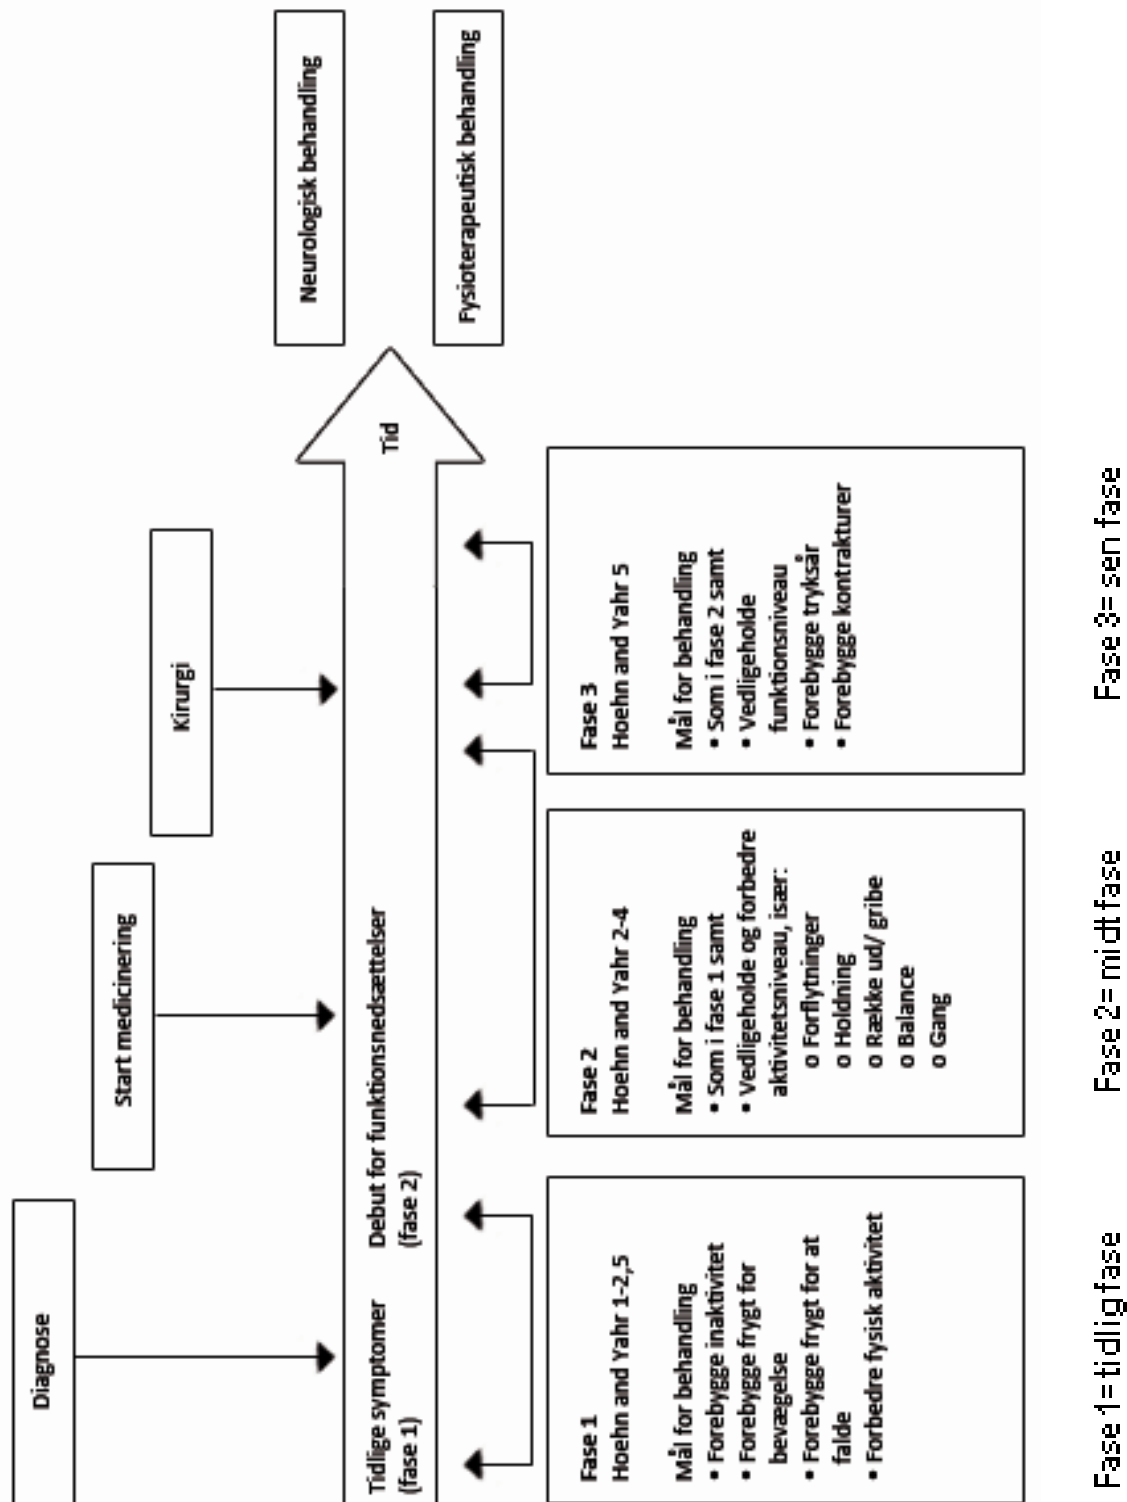 Diagnose
Start medicinering
Kirurgi
Neurologisk behandling
Tidlige symptomer
(fase 1)
Debut for funktionsnedsættelser
(fase 2)
Tid
Fysioterapeutisk behandling
Fase 1
Hoehn and Yahr 1-2,5
Mål for behandling
• Forebygge inaktivitet
• Forebygge frygt for
bevægelse
• Forebygge frygt for at
falde
• Forbedre fysisk aktivitet
Fase 2
Hoehn and Yahr 2-4
Mål for behandling
• Som i fase 1 samt
• Vedligeholde og forbedre
aktivitetsniveau, især:
o Forflytninger
o Holdning
o Række ud/ gribe
o Balance
o Gang
Fase 3
Hoehn and Yahr 5
Mål for behandling
• Som i fase 2 samt
• Vedligeholde
funktionsniveau
• Forebygge tryksår
• Forebygge kontrakturer
Fase 1= tidlig fase
Fase 2= midt fase
Fase 3= sen fase